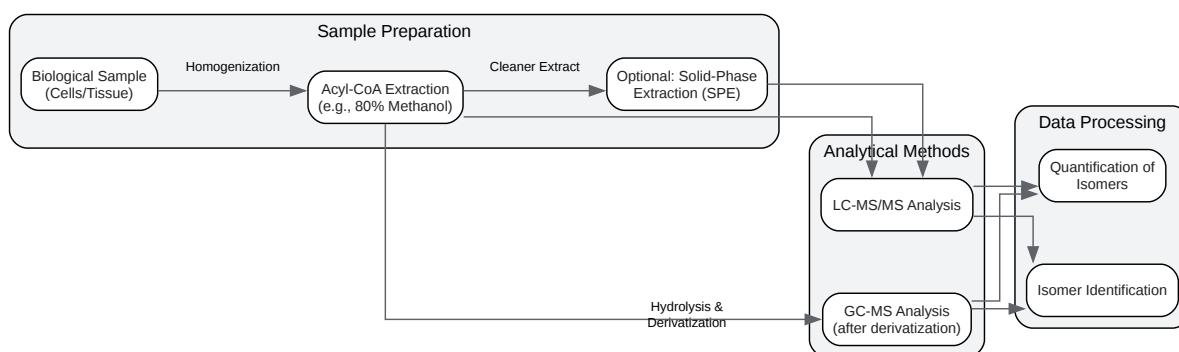 Sample Preparation
Biological Sample
(Cells/Tissue)
Homogenization
Acyl-CoA Extraction
(e.g., 80% Methanol)
Cleaner Extract
Optional: Solid-Phase
Extraction (SPE)
Analytical Methods
LC-MS/MS Analysis
Hydrolysis &
Derivatization
GC-MS Analysis
(after derivatization)
Data Processing
Quantification of
Isomers
Isomer Identification